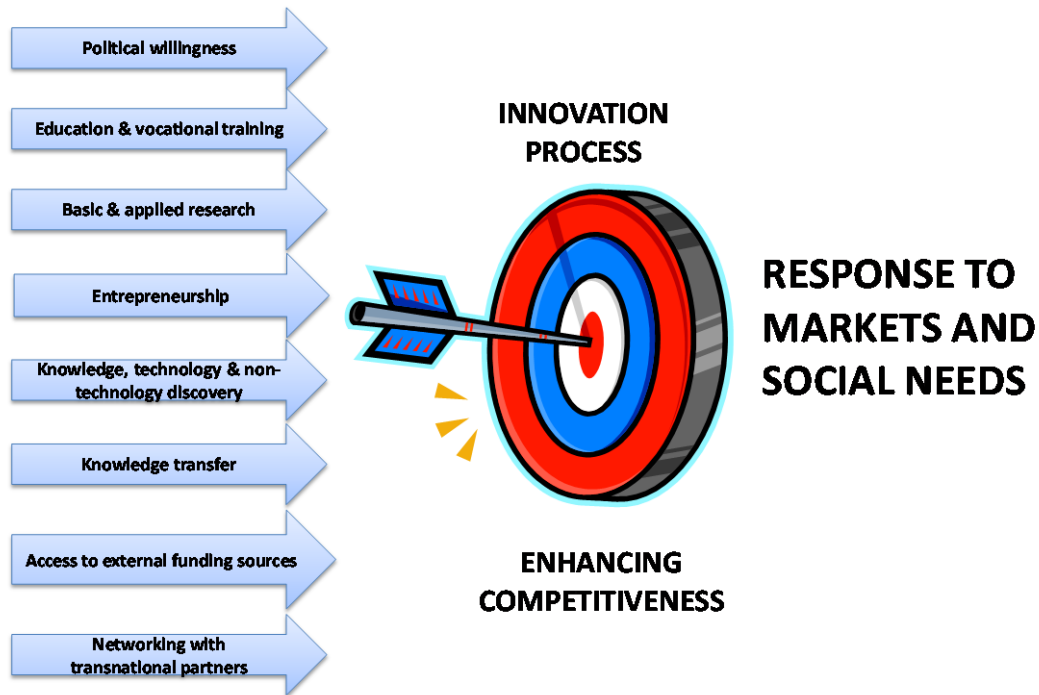 Political willingness
Education & vocational training
Basic & applied research
Entrepreneurship
Knowledge, technology & non-
technology discovery
Knowledge transfer
Access to external funding sources
Networking with
transnational partners
INNOVATION
PROCESS
ENHANCING
COMPETITIVENESS
RESPONSE TO
MARKETS AND
SOCIAL NEEDS